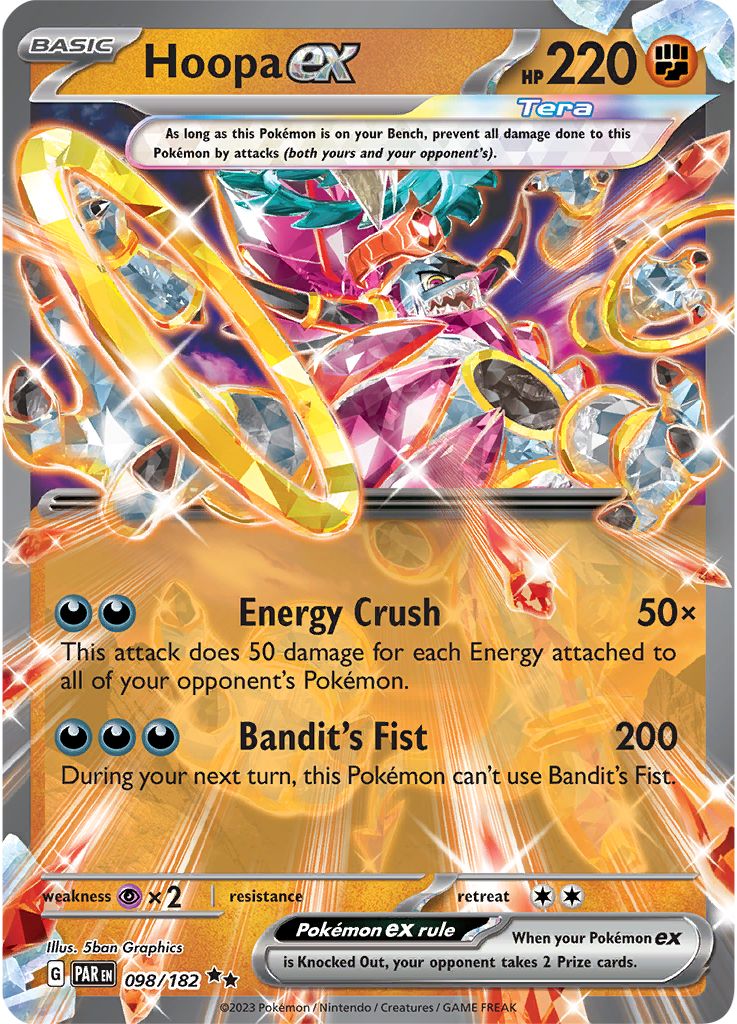 BASIC
Hoopa ex
HP 220
Tera
As long as this Pokémon is on your Bench, prevent all damage done to this
Pokémon by attacks (both yours and your opponent's).
Energy Crush 50×
This attack does 50 damage for each Energy attached to
all of your opponent's Pokémon.
Bandit's Fist 200
During your next turn, this Pokémon can't use Bandit's Fist.
weakness ×2 resistance retreat
Illus. 5ban Graphics
Pokémon ex rule
When your Pokémon ex
is Knocked Out, your opponent takes 2 Prize cards.
G PAR EN 098/182
©2023 Pokémon / Nintendo / Creatures / GAME FREAK